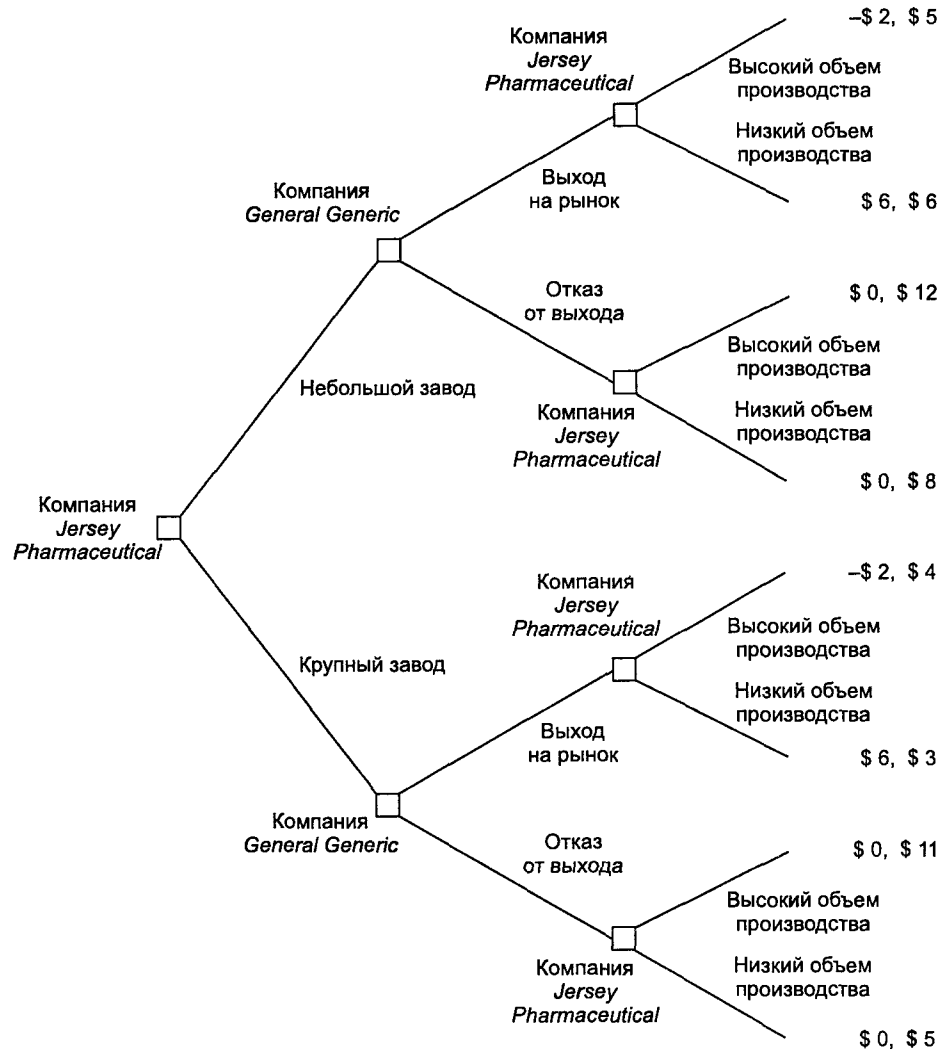 –$ 2, $ 5
Компания
Jersey
Pharmaceutical
Высокий объем
производства
Низкий объем
производства
Выход
на рынок
$ 6, $ 6
Компания
General Generic
Отказ
от выхода
$ 0, $ 12
Высокий объем
производства
Небольшой завод
Компания
Jersey
Pharmaceutical
Низкий объем
производства
$ 0, $ 8
Компания
Jersey
Pharmaceutical
–$ 2, $ 4
Компания
Jersey
Pharmaceutical
Высокий объем
производства
Крупный завод
Низкий объем
производства
Выход
на рынок
$ 6, $ 3
Компания
General Generic
Отказ
от выхода
$ 0, $ 11
Высокий объем
производства
Компания
Jersey
Pharmaceutical
Низкий объем
производства
$ 0, $ 5